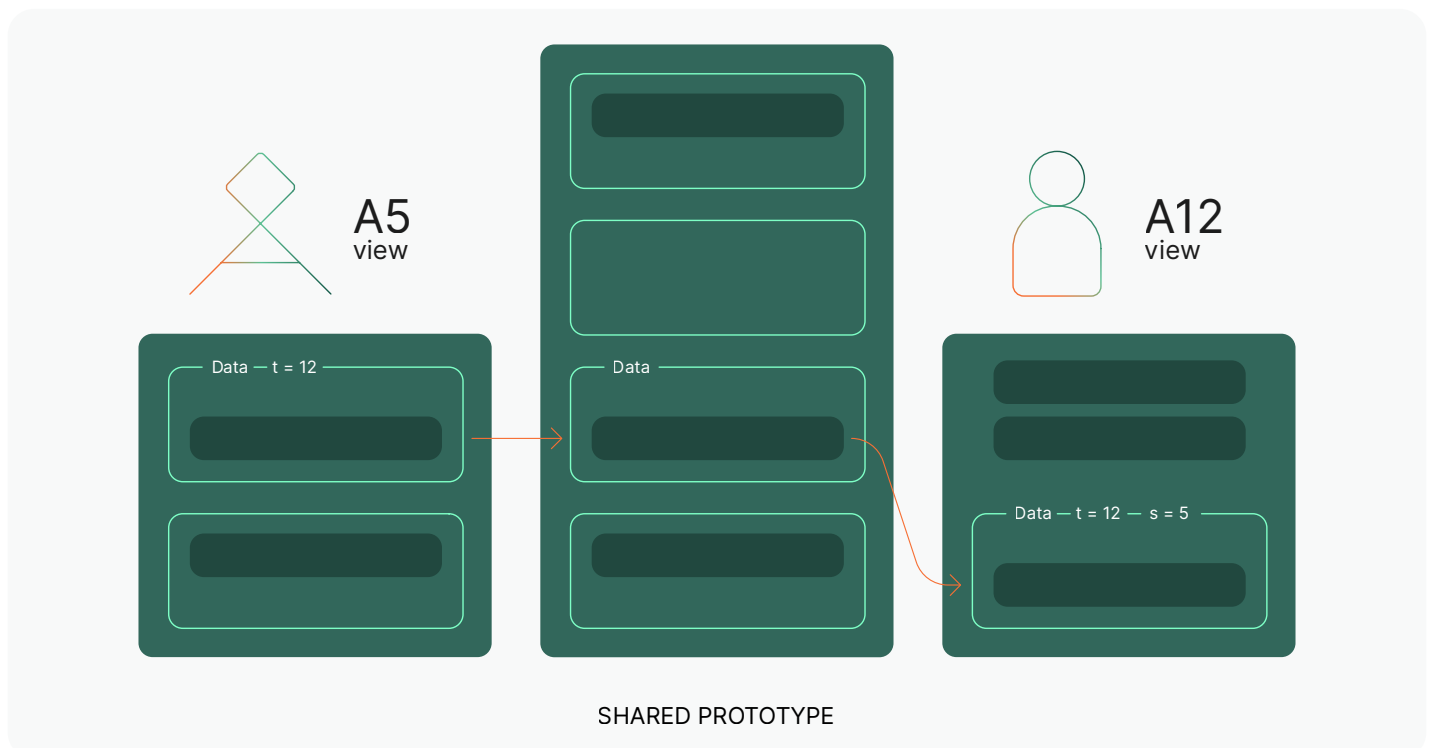 A5
view
A12
view
Data t = 12
Data
Data t = 12 s = 5
SHARED PROTOTYPE